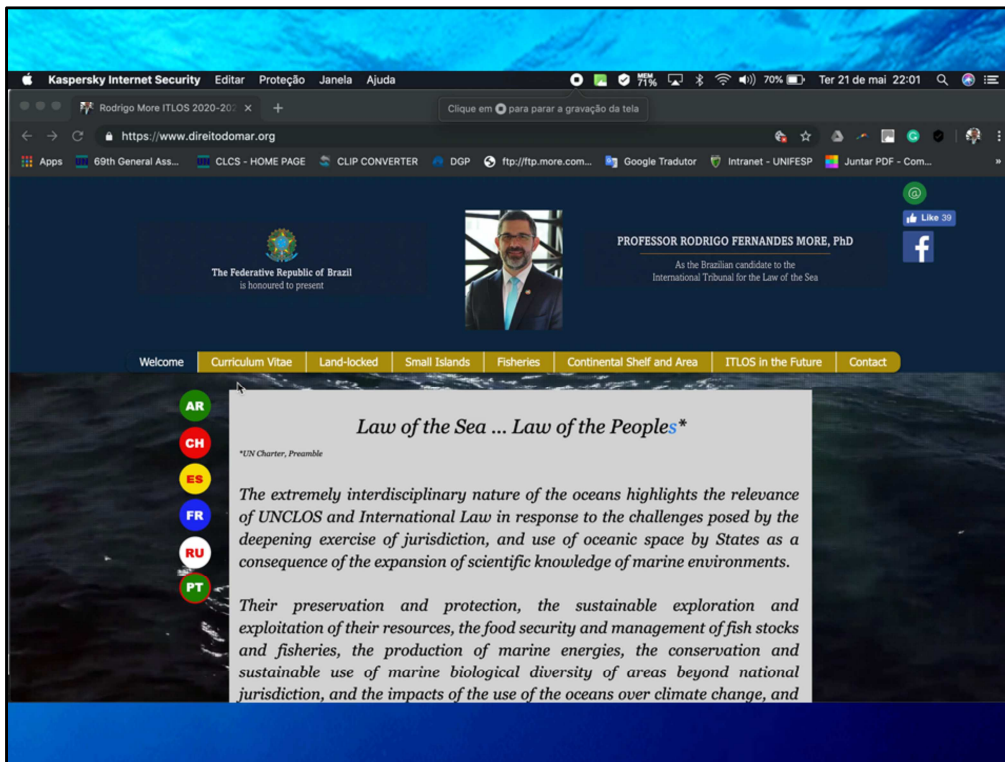 Kaspersky Internet Security Editar Proteção Janela Ajuda MEM 71% 70% Ter 21 de mai 22:01
Rodrigo More ITLOS 2020-202
Clique em para parar a gravação da tela
https://www.direitodomar.org
Apps 69th General Ass... CLCS - HOME PAGE CLIP CONVERTER DGP ftp://ftp.more.com... Google Tradutor Intranet - UNIFESP Juntar PDF - Com... »
@
Like 39
f
The Federative Republic of Brazil
is honoured to present
PROFESSOR RODRIGO FERNANDES MORE, PhD
As the Brazilian candidate to the
International Tribunal for the Law of the Sea
Welcome Curriculum Vitae Land-locked Small Islands Fisheries Continental Shelf and Area ITLOS in the Future Contact
AR
CH
ES
FR
RU
PT
Law of the Sea ... Law of the Peoples*
*UN Charter, Preamble
The extremely interdisciplinary nature of the oceans highlights the relevance
of UNCLOS and International Law in response to the challenges posed by the
deepening exercise of jurisdiction, and use of oceanic space by States as a
consequence of the expansion of scientific knowledge of marine environments.
Their preservation and protection, the sustainable exploration and
exploitation of their resources, the food security and management of fish stocks
and fisheries, the production of marine energies, the conservation and
sustainable use of marine biological diversity of areas beyond national
jurisdiction, and the impacts of the use of the oceans over climate change, and